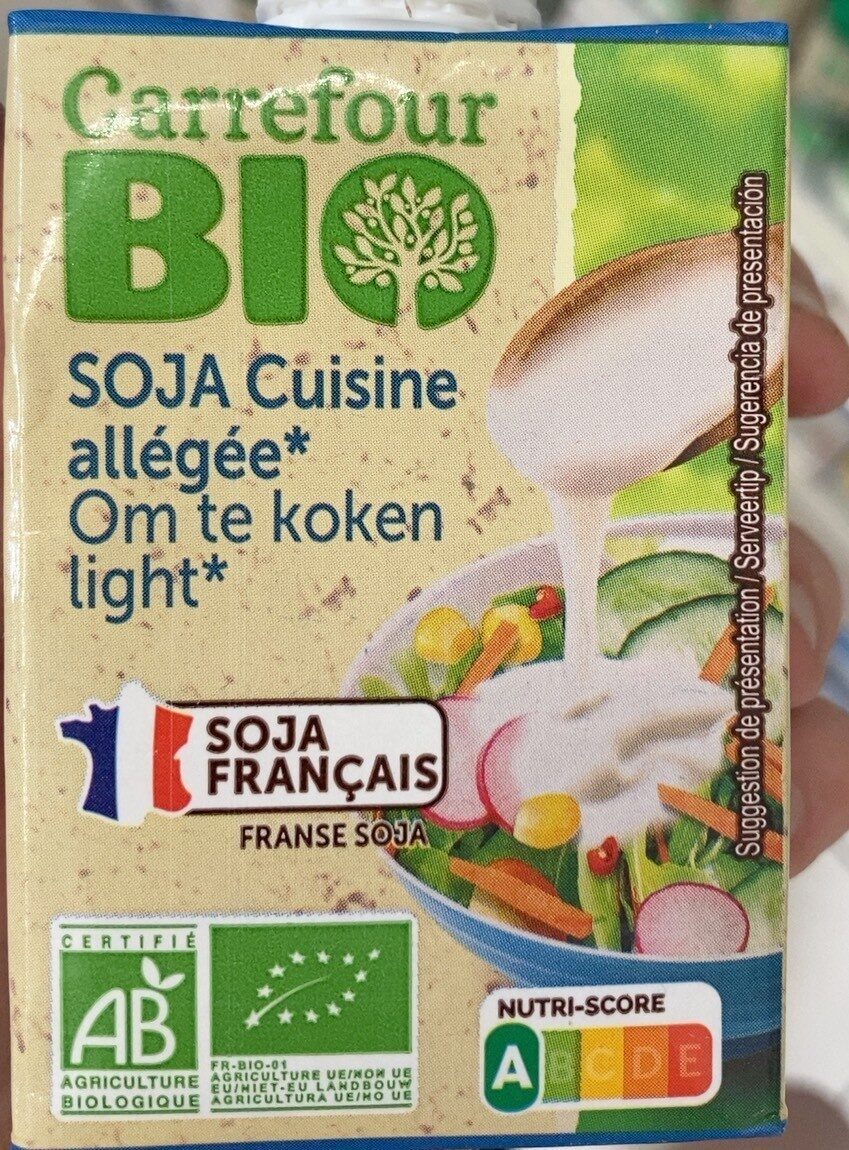 Carrefour
BIO
SOJA Cuisine
allégée*
Om te koken
light*
SOJA
FRANÇAIS
FRANSE SOJA
Suggestion de présentation / Serveertip / Sugerencia de presentación
CERTIFIÉ
AB
AGRICULTURE
BIOLOGIQUE
FR-BIO-01
AGRICULTURE UE/NON UE
EU/NIET-EU LANDBOUW
AGRICULTURA UE/NO UE
NUTRI-SCORE
A B C D E